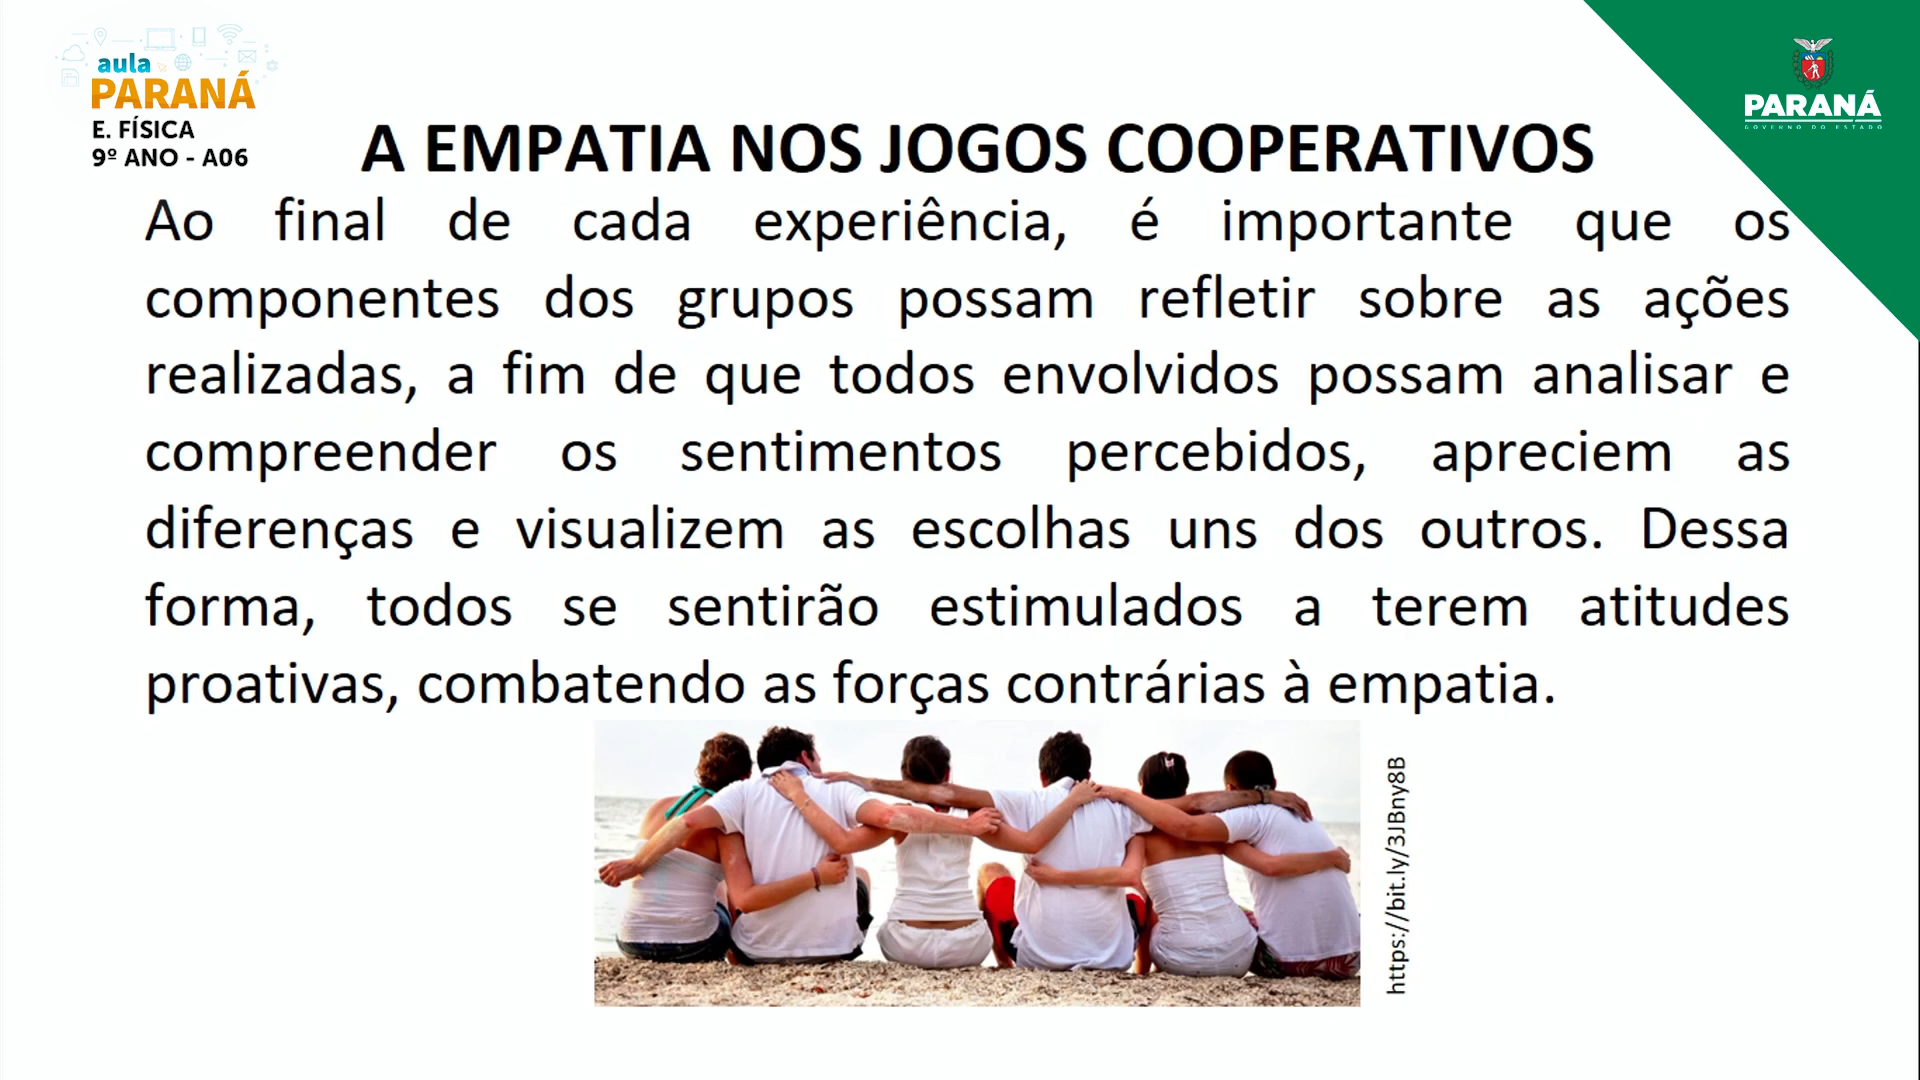 aula
PARANÁ
E. FÍSICA
9º ANO - A06
PARANÁ
GOVERNO DO ESTADO
A EMPATIA NOS JOGOS COOPERATIVOS
Ao final de cada experiência, é importante que os
componentes dos grupos possam refletir sobre as ações
realizadas, a fim de que todos envolvidos possam analisar e
compreender os sentimentos percebidos, apreciem as
diferenças e visualizem as escolhas uns dos outros. Dessa
forma, todos se sentirão estimulados a terem atitudes
proativas, combatendo as forças contrárias à empatia.
https://bit.ly/3JBny8B